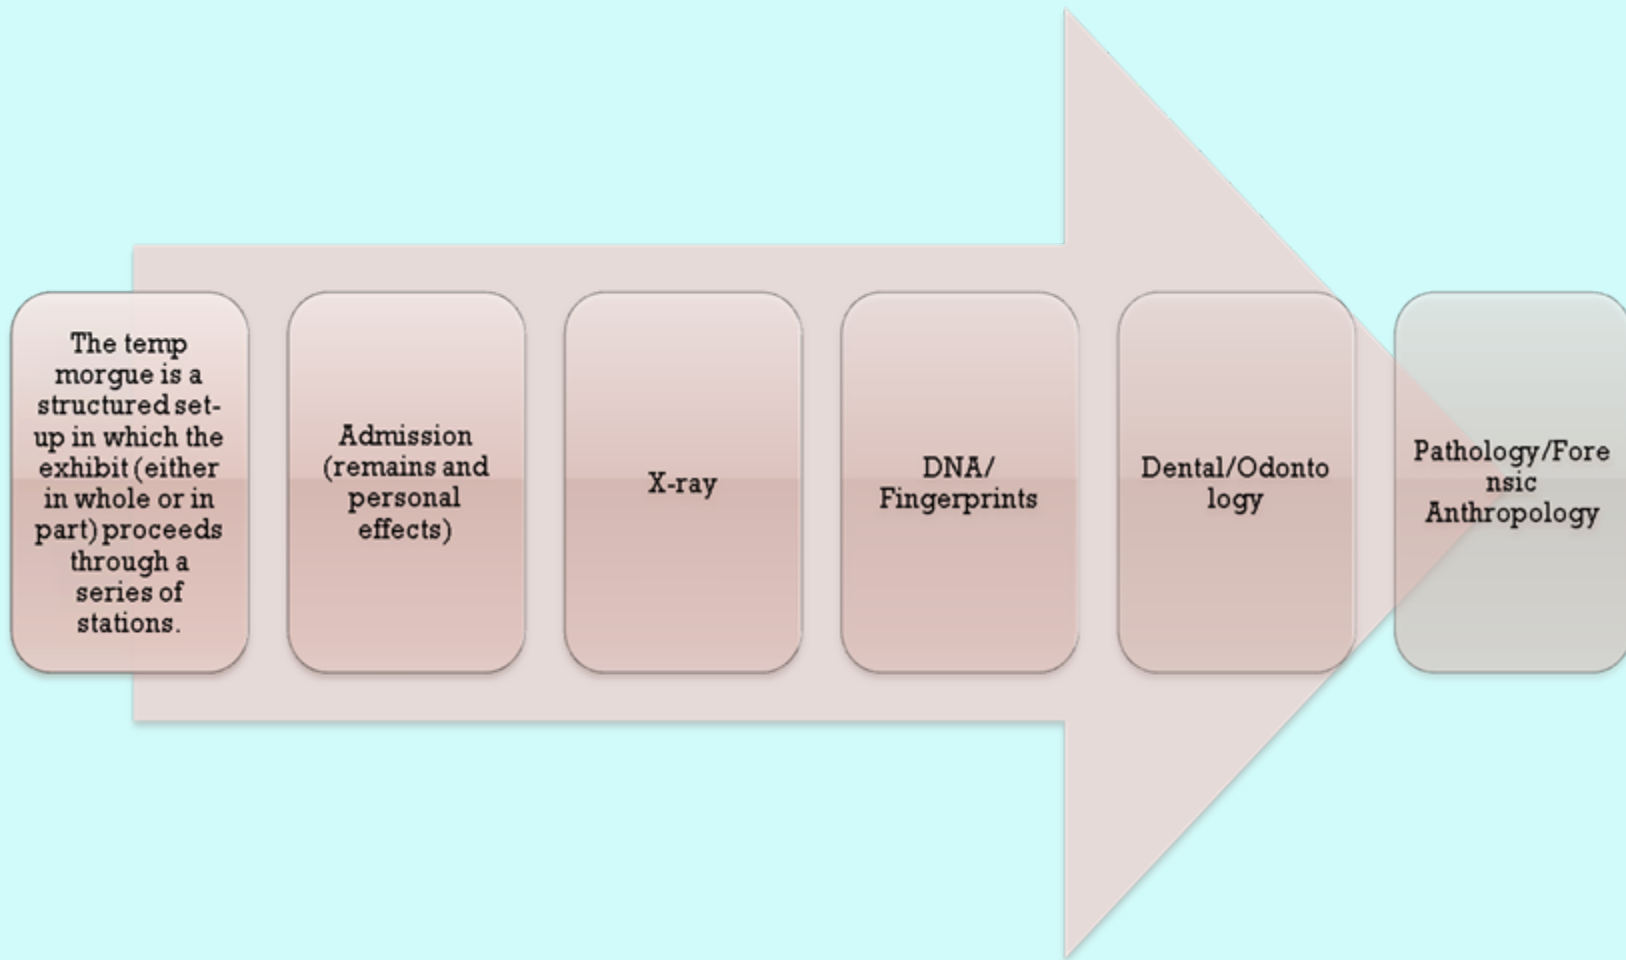 The temp
morgue is a
structured set-
up in which the
exhibit (either
in whole or in
part) proceeds
through a
series of
stations.
Admission
(remains and
personal
effects)
X-ray
DNA/
Fingerprints
Dental/Odonto
logy
Pathology/Fore
nsic
Anthropology